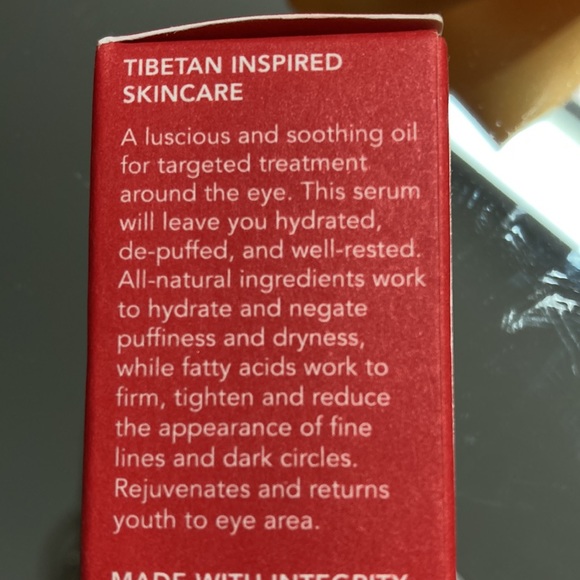 TIBETAN INSPIRED
SKINCARE
A luscious and soothing oil
for targeted treatment
around the eye. This serum
will leave you hydrated,
de-puffed, and well-rested.
All-natural ingredients work
to hydrate and negate
puffiness and dryness,
while fatty acids work to
firm, tighten and reduce
the appearance of fine
lines and dark circles.
Rejuvenates and returns
youth to eye area.
MADE WITH INTEGRITY